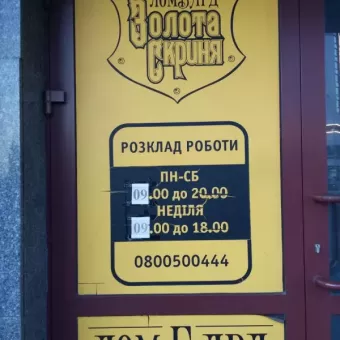 ЛОМБАРД
Золота
Скриня
РОЗКЛАД РОБОТИ
ПН-СБ
09.00 до 20.00
НЕДІЛЯ
09.00 до 18.00
0800500444
ЛОМБАРД